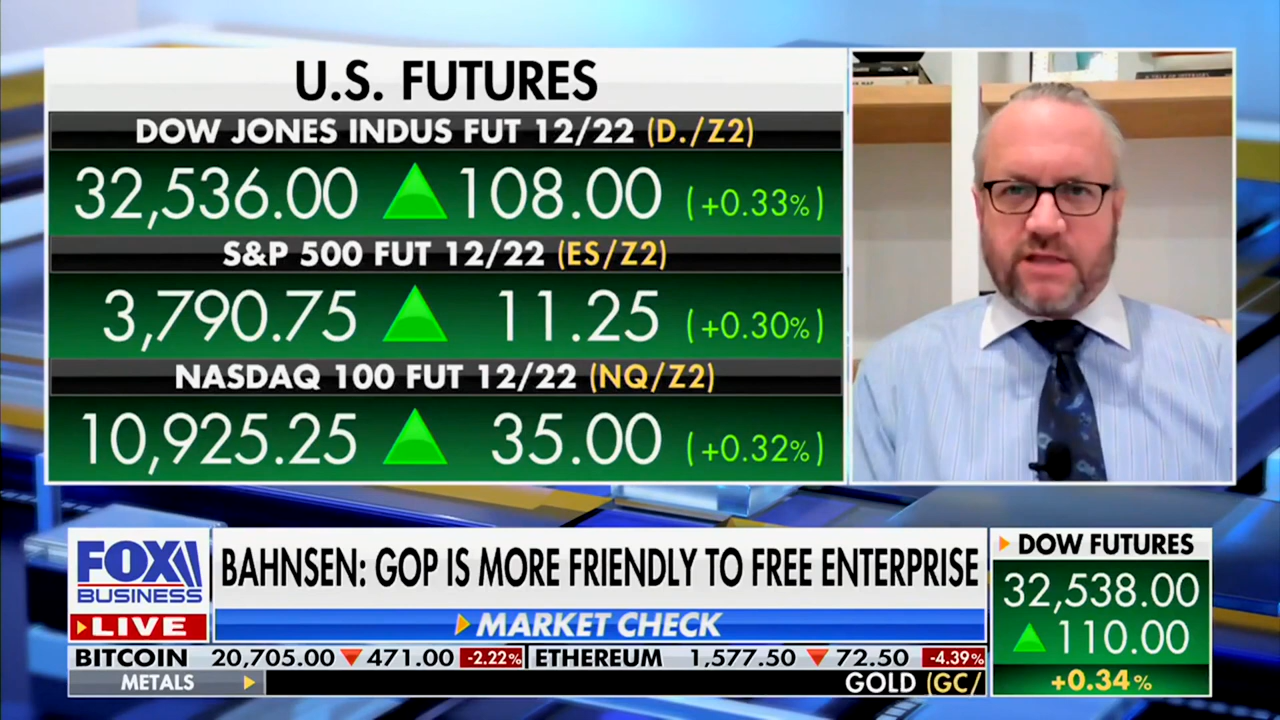 U.S. FUTURES
DOW JONES INDUS FUT 12/22 (D./Z2)
32,536.00 ▲ 108.00 (+0.33%)
S&P 500 FUT 12/22 (ES/Z2)
3,790.75 ▲ 11.25 (+0.30%)
NASDAQ 100 FUT 12/22 (NQ/Z2)
10,925.25 ▲ 35.00 (+0.32%)
FOX
BUSINESS
LIVE
BAHNSEN: GOP IS MORE FRIENDLY TO FREE ENTERPRISE
MARKET CHECK
DOW FUTURES
32,538.00
▲ 110.00
+0.34%
BITCOIN 20,705.00 ▼ 471.00 -2.22% ETHEREUM 1,577.50 ▼ 72.50 -4.39%
METALS GOLD (GC/